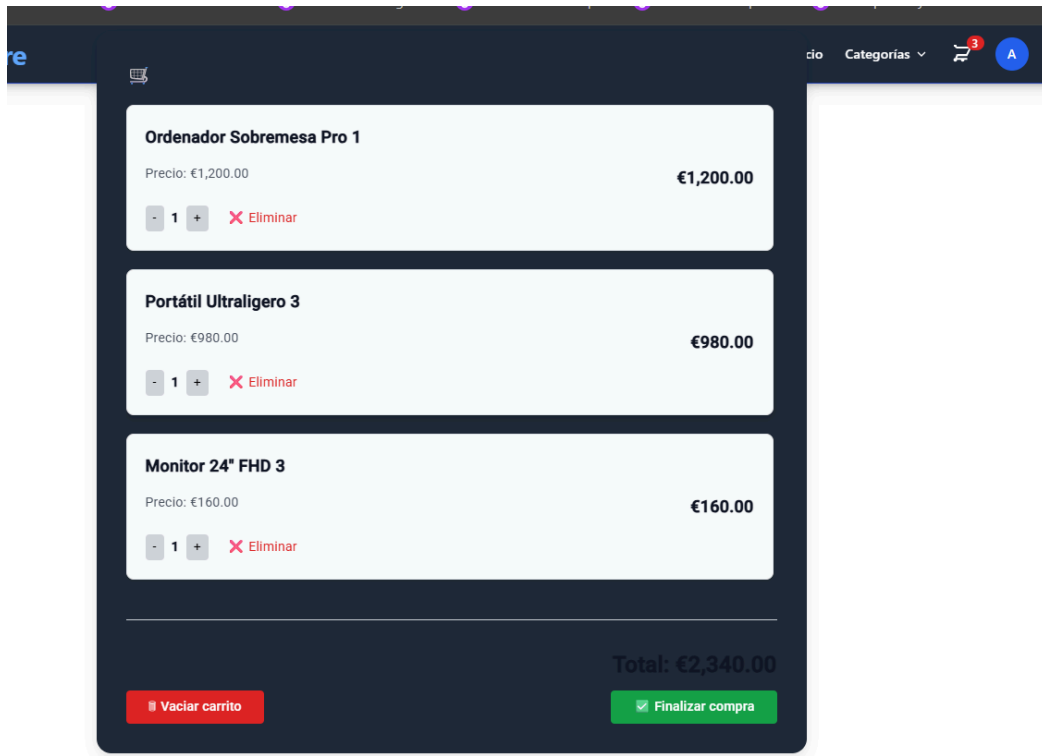 re
cio Categorías 3 A
Ordenador Sobremesa Pro 1
Precio: €1,200.00
€1,200.00
- 1 + Eliminar
Portátil Ultraligero 3
Precio: €980.00
€980.00
- 1 + Eliminar
Monitor 24" FHD 3
Precio: €160.00
€160.00
- 1 + Eliminar
Total: €2,340.00
Vaciar carrito
Finalizar compra